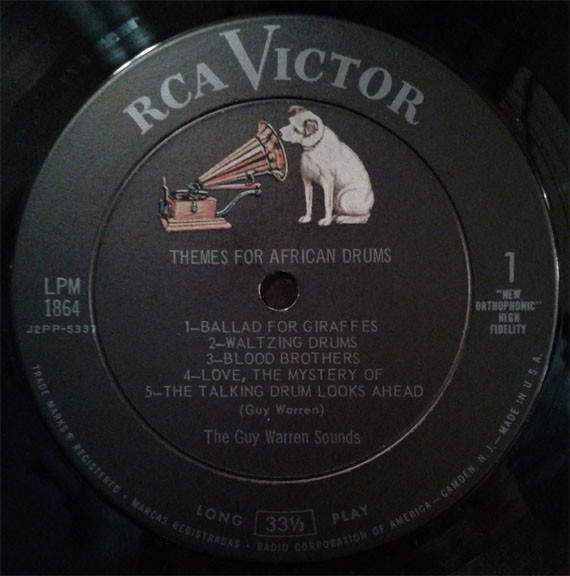 RCA VICTOR
THEMES FOR AFRICAN DRUMS
LPM
1864
J2PP-5337
1
"NEW
ORTHOPHONIC"
HIGH
FIDELITY
1—BALLAD FOR GIRAFFES
2—WALTZING DRUMS
3—BLOOD BROTHERS
4—LOVE, THE MYSTERY OF
5—THE TALKING DRUM LOOKS AHEAD
(Guy Warren)
The Guy Warren Sounds
LONG 33⅓ PLAY
TRADE MARKS® REGISTERED • MARCAS REGISTRADAS • RADIO CORPORATION OF AMERICA—CAMDEN, N.J.—MADE IN U.S.A.